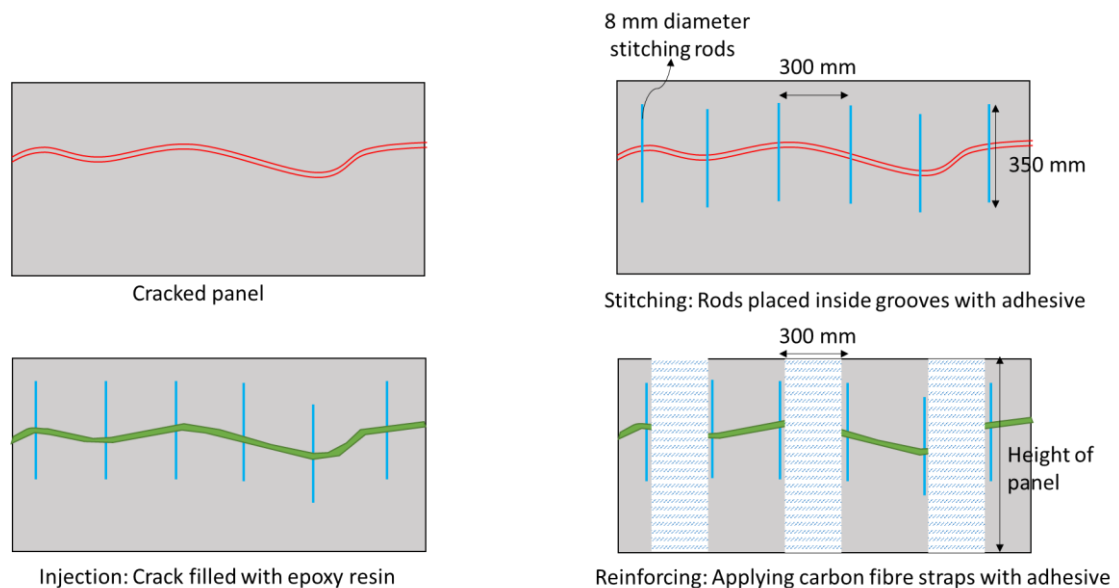 8 mm diameter
stitching rods
300 mm
350 mm
Cracked panel
Stitching: Rods placed inside grooves with adhesive
300 mm
Height of
panel
Injection: Crack filled with epoxy resin
Reinforcing: Applying carbon fibre straps with adhesive